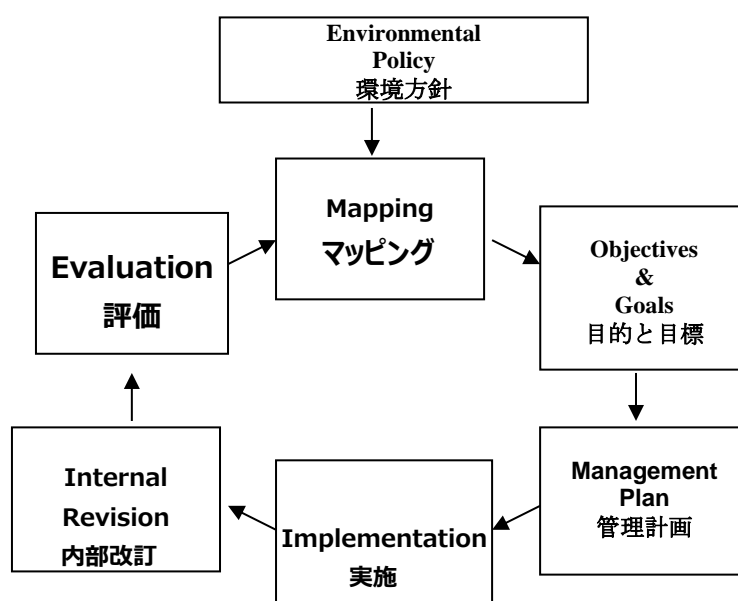 Environmental
Policy
環境方針
Mapping
マッピング
Objectives
&
Goals
目的と目標
Management
Plan
管理計画
Implementation
実施
Internal
Revision
内部改訂
Evaluation
評価